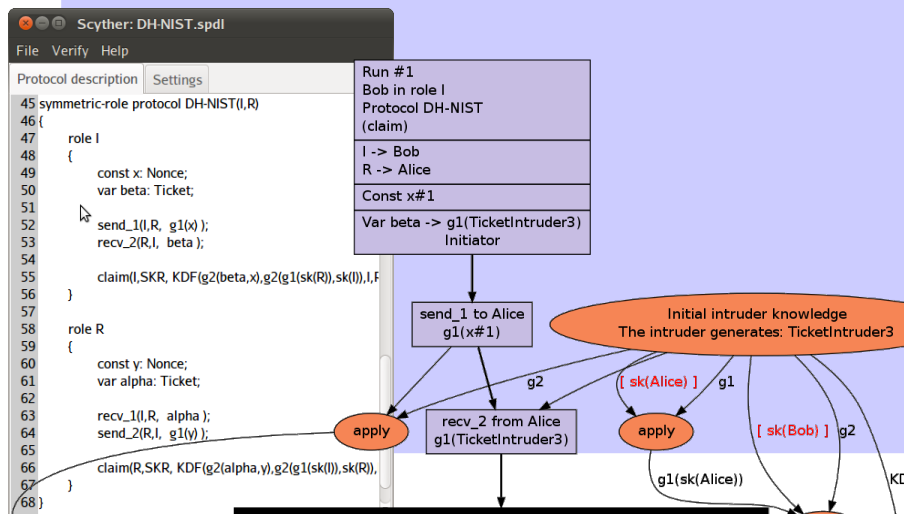 Scyther: DH-NIST.spdl
File Verify Help
Protocol description Settings
45 symmetric-role protocol DH-NIST(I,R)
46 {
47 role I
48 {
49 const x: Nonce;
50 var beta: Ticket;
51
52 send_1(I,R, g1(x) );
53 recv_2(R,I, beta );
54
55 claim(I,SKR, KDF(g2(beta,x),g2(g1(sk(R)),sk(I)),I,R
56 }
57
58 role R
59 {
60 const y: Nonce;
61 var alpha: Ticket;
62
63 recv_1(I,R, alpha );
64 send_2(R,I, g1(y) );
65
66 claim(R,SKR, KDF(g2(alpha,y),g2(g1(sk(I)),sk(R)),
67 }
68 }
Run #1
Bob in role I
Protocol DH-NIST
(claim)
I -> Bob
R -> Alice
Const x#1
Var beta -> g1(TicketIntruder3)
Initiator
send_1 to Alice
g1(x#1)
Initial intruder knowledge
The intruder generates: TicketIntruder3
g2
[ sk(Alice) ]
g1
apply
recv_2 from Alice
g1(TicketIntruder3)
apply
[ sk(Bob) ]
g2
g1(sk(Alice))
KD